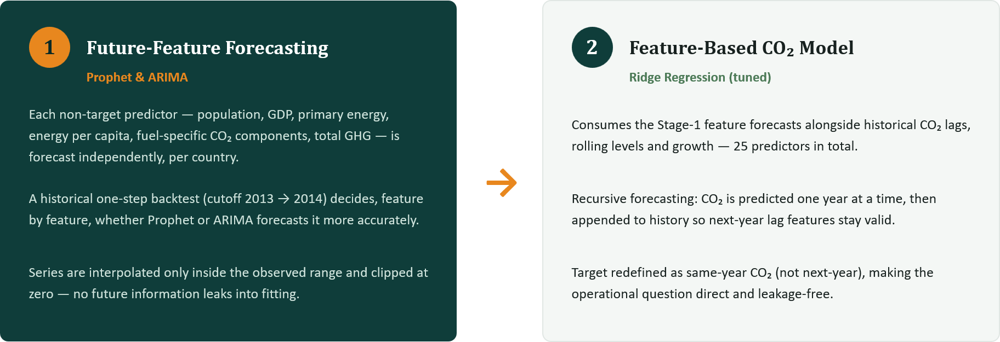 1
Future-Feature Forecasting
Prophet & ARIMA
Each non-target predictor — population, GDP, primary energy,
energy per capita, fuel-specific CO₂ components, total GHG — is
forecast independently, per country.
A historical one-step backtest (cutoff 2013 → 2014) decides, feature
by feature, whether Prophet or ARIMA forecasts it more accurately.
Series are interpolated only inside the observed range and clipped at
zero — no future information leaks into fitting.
→
2
Feature-Based CO₂ Model
Ridge Regression (tuned)
Consumes the Stage-1 feature forecasts alongside historical CO₂ lags,
rolling levels and growth — 25 predictors in total.
Recursive forecasting: CO₂ is predicted one year at a time, then
appended to history so next-year lag features stay valid.
Target redefined as same-year CO₂ (not next-year), making the
operational question direct and leakage-free.